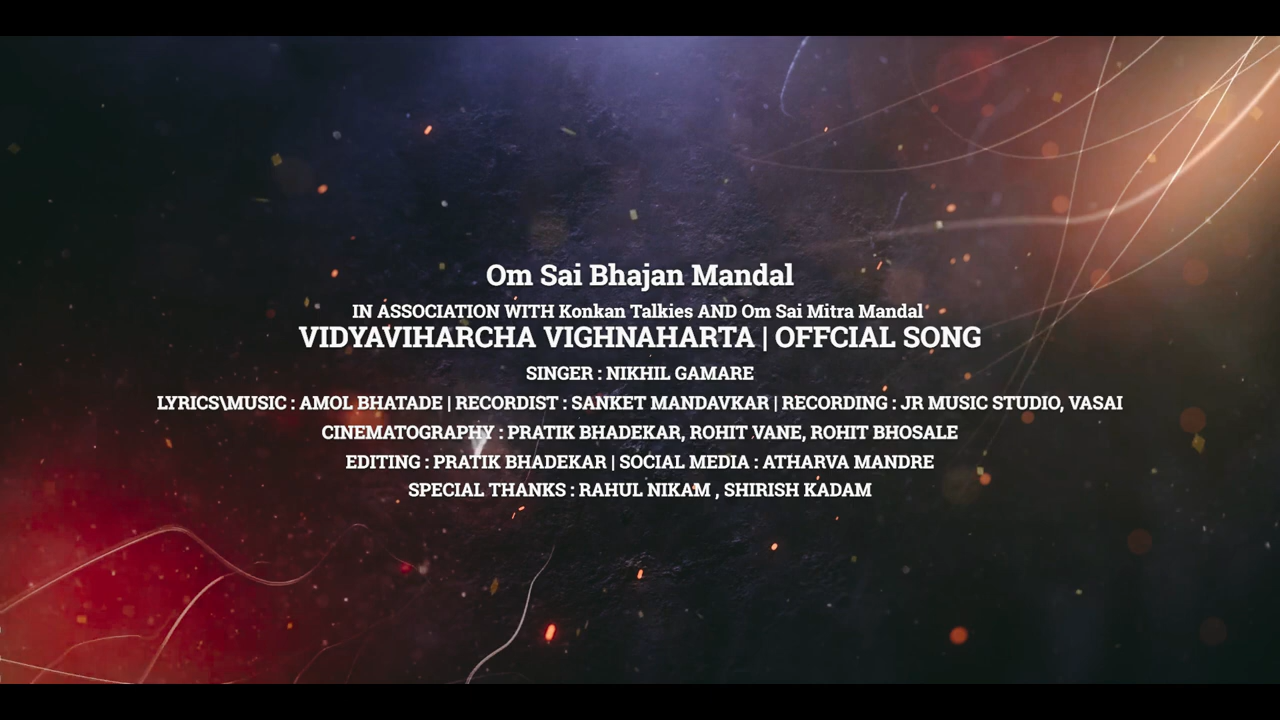 Om Sai Bhajan Mandal
IN ASSOCIATION WITH Konkan Talkies AND Om Sai Mitra Mandal
VIDYAVIHARCHA VIGHNAHARTA | OFFCIAL SONG
SINGER : NIKHIL GAMARE
LYRICS\MUSIC : AMOL BHATADE | RECORDIST : SANKET MANDAVKAR | RECORDING : JR MUSIC STUDIO, VASAI
CINEMATOGRAPHY : PRATIK BHADEKAR, ROHIT VANE, ROHIT BHOSALE
EDITING : PRATIK BHADEKAR | SOCIAL MEDIA : ATHARVA MANDRE
SPECIAL THANKS : RAHUL NIKAM , SHIRISH KADAM